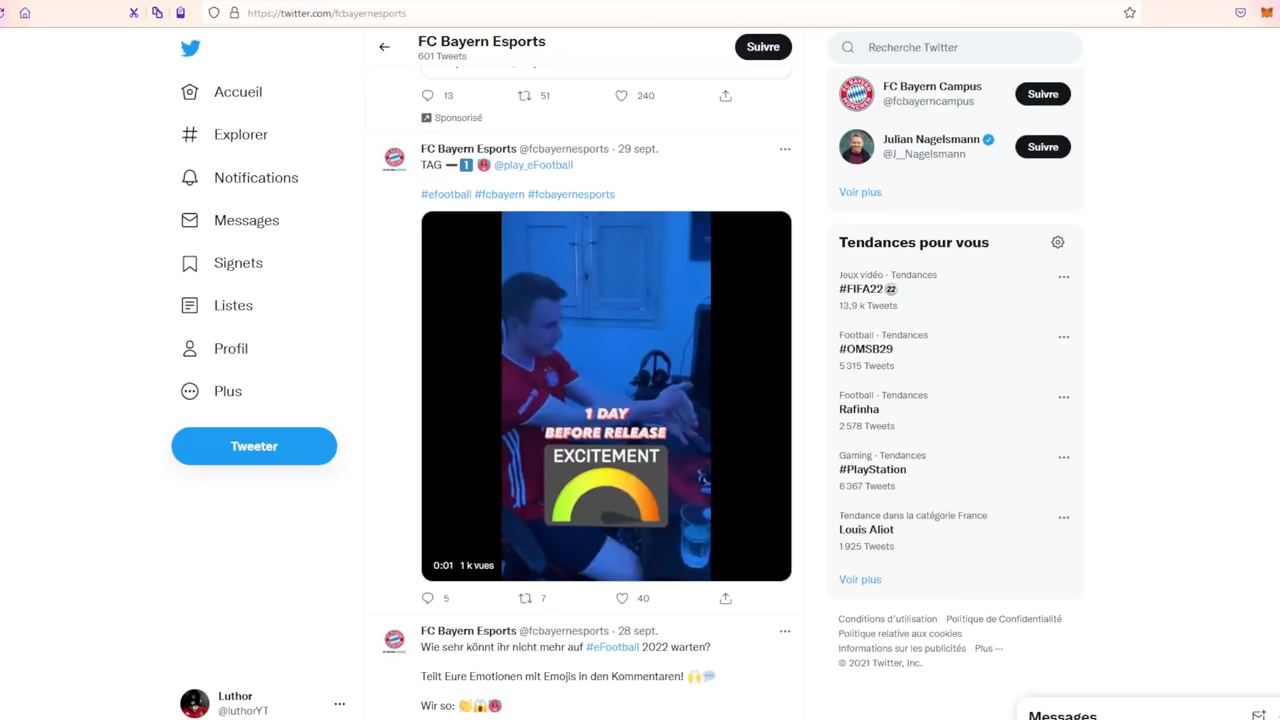 https://twitter.com/fcbayernesports
Accueil
Explorer
Notifications
Messages
Signets
Listes
Profil
Plus
Tweeter
Luthor
@luthorYT
FC Bayern Esports
601 Tweets
Suivre
13 51 240
Sponsorisé
FC Bayern Esports @fcbayernesports · 29 sept.
TAG ➖1️⃣ @play_eFootball
#efootball #fcbayern #fcbayernesports
1 DAY
BEFORE RELEASE
EXCITEMENT
0:01 1 k vues
5 7 40
FC Bayern Esports @fcbayernesports · 28 sept.
Wie sehr könnt ihr nicht mehr auf #eFootball 2022 warten?
Teilt Eure Emotionen mit Emojis in den Kommentaren! 🙌💬
Wir so: 👏😱
Recherche Twitter
FC Bayern Campus
@fcbayerncampus
Suivre
Julian Nagelsmann
@J__Nagelsmann
Suivre
Voir plus
Tendances pour vous
Jeux vidéo · Tendances
#FIFA22
13,9 k Tweets
Football · Tendances
#OMSB29
5 315 Tweets
Football · Tendances
Rafinha
2 578 Tweets
Gaming · Tendances
#PlayStation
6 367 Tweets
Tendance dans la catégorie France
Louis Aliot
1 925 Tweets
Voir plus
Conditions d'utilisation Politique de Confidentialité
Politique relative aux cookies
Informations sur les publicités Plus ···
© 2021 Twitter, Inc.
Messages